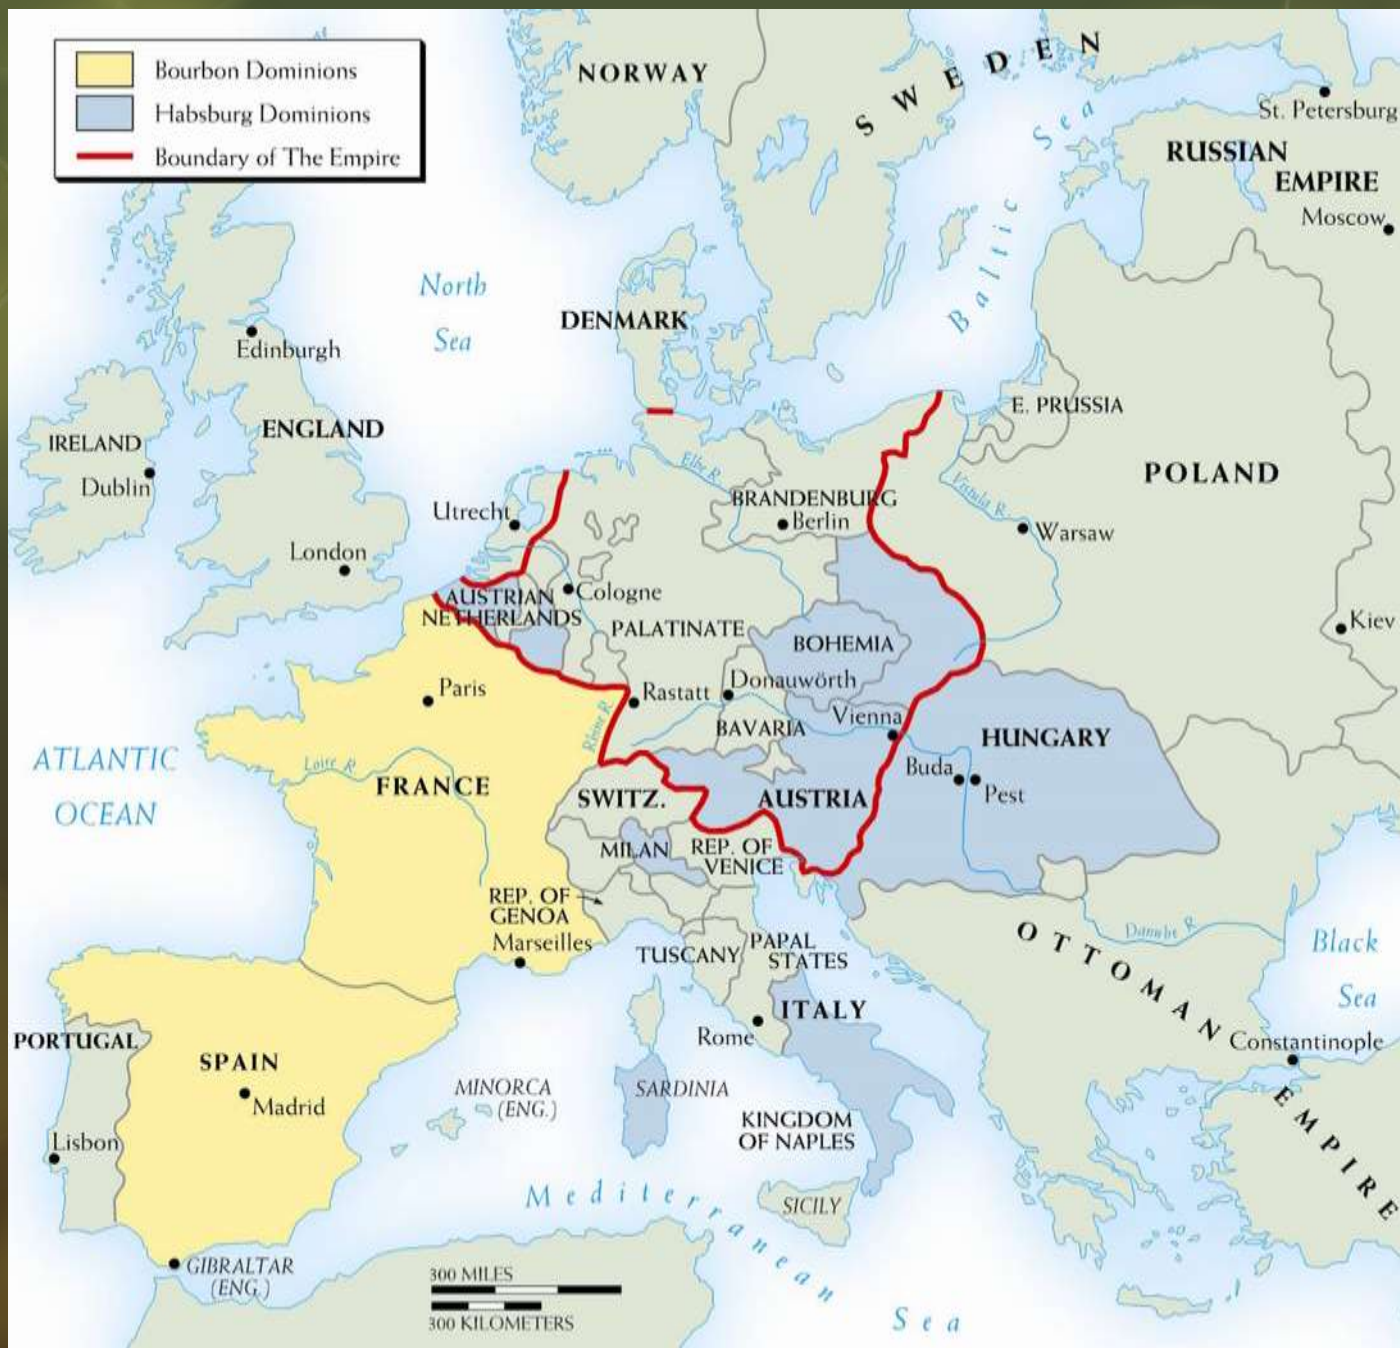 Bourbon Dominions
Habsburg Dominions
Boundary of The Empire
NORWAY
SWEDEN
St. Petersburg
RUSSIAN
EMPIRE
Moscow
Baltic Sea
North
Sea
DENMARK
Edinburgh
ENGLAND
IRELAND
Dublin
London
E. PRUSSIA
POLAND
Elbe R.
Vistula R.
BRANDENBURG
Berlin
Utrecht
Warsaw
Cologne
AUSTRIAN
NETHERLANDS
PALATINATE
BOHEMIA
Kiev
Paris
Rastatt
Donauwörth
Rhine R.
BAVARIA
Vienna
HUNGARY
Buda
Pest
ATLANTIC
OCEAN
Loire R.
FRANCE
SWITZ.
AUSTRIA
MILAN
REP. OF
VENICE
REP. OF
GENOA
Marseilles
TUSCANY
PAPAL
STATES
ITALY
Rome
OTTOMAN
EMPIRE
Danube R.
Black
Sea
Constantinople
PORTUGAL
SPAIN
Madrid
Lisbon
MINORCA
(ENG.)
SARDINIA
KINGDOM
OF NAPLES
SICILY
Mediterranean Sea
GIBRALTAR
(ENG.)
300 MILES
300 KILOMETERS